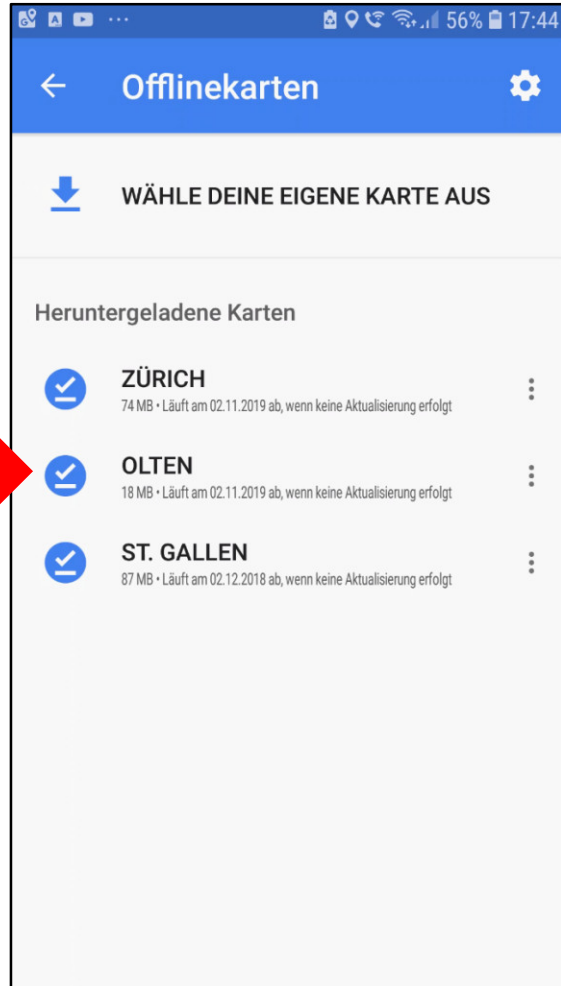 56% 17:44
Offlinekarten
WÄHLE DEINE EIGENE KARTE AUS
Heruntergeladene Karten
ZÜRICH
74 MB • Läuft am 02.11.2019 ab, wenn keine Aktualisierung erfolgt
OLTEN
18 MB • Läuft am 02.11.2019 ab, wenn keine Aktualisierung erfolgt
ST. GALLEN
87 MB • Läuft am 02.12.2018 ab, wenn keine Aktualisierung erfolgt